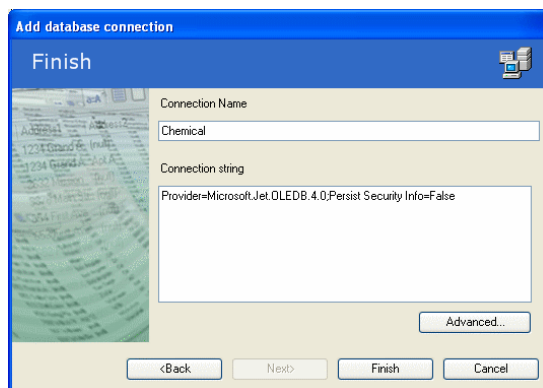 Add database connection
Finish
Connection Name
Chemical
Connection string
Provider=Microsoft.Jet.OLEDB.4.0;Persist Security Info=False
Advanced...
<Back
Next>
Finish
Cancel